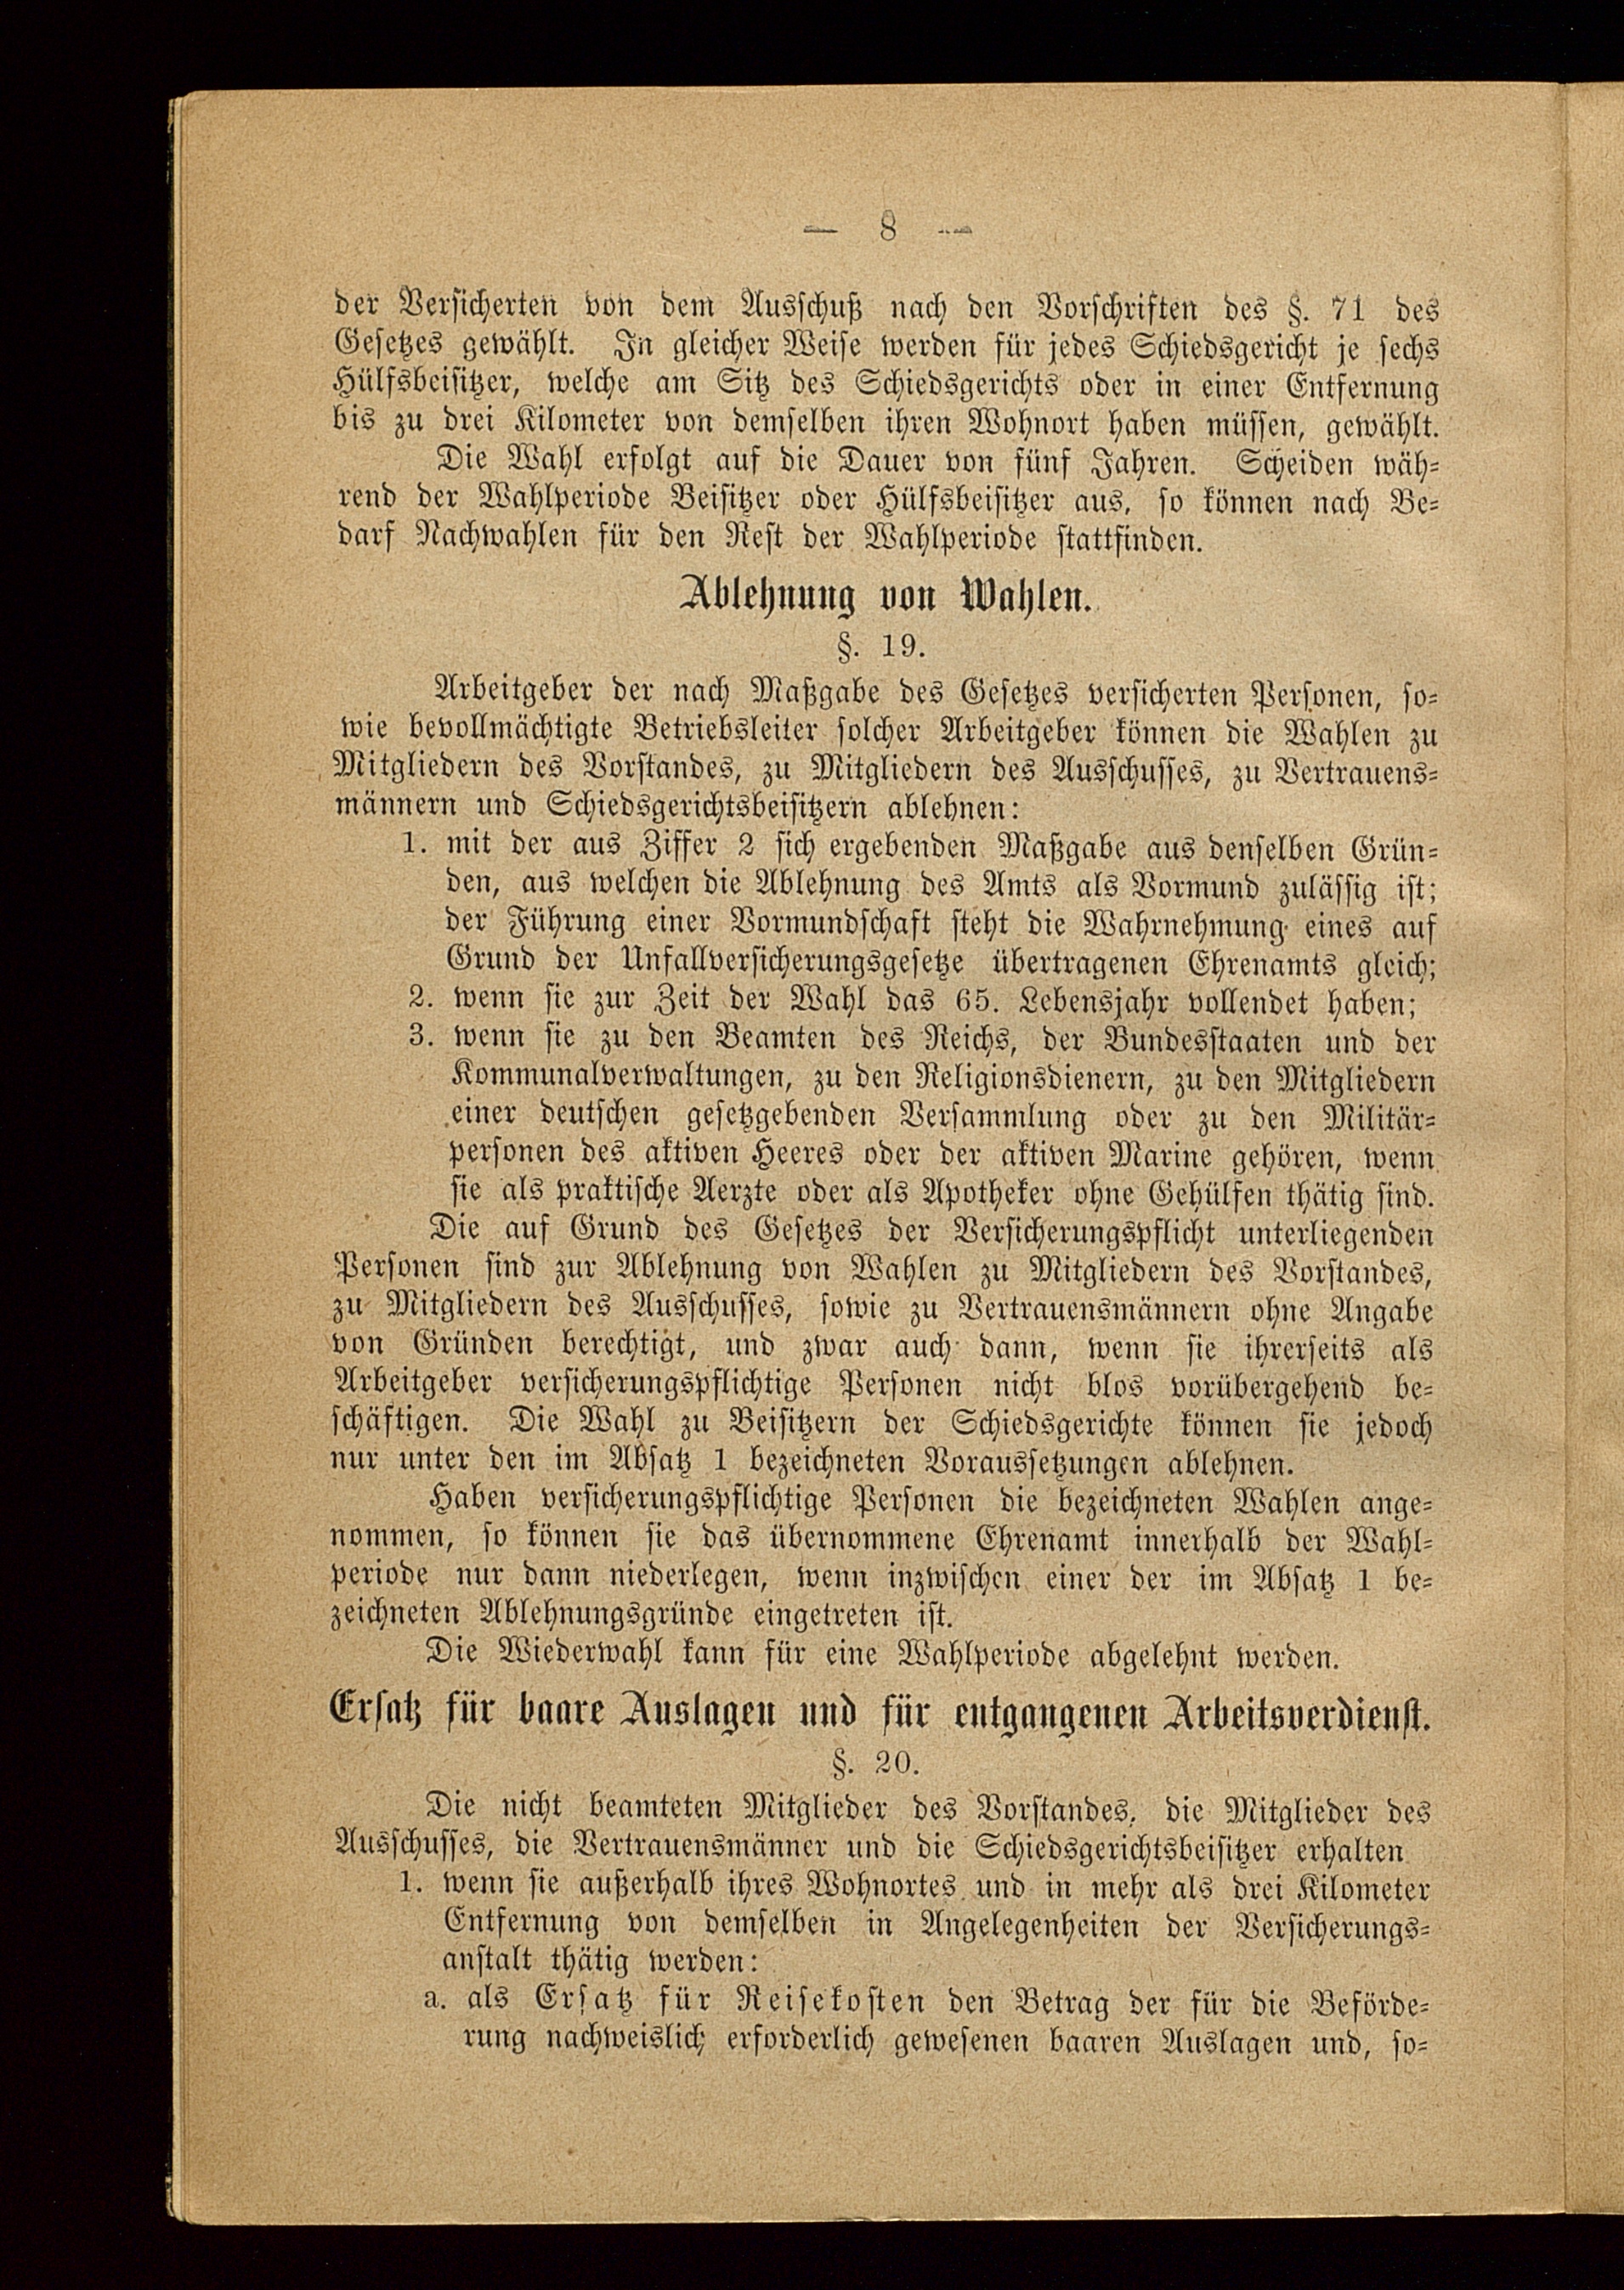 — 8 —
der Versicherten von dem Ausschuß nach den Vorschriften des §. 71 des
Gesetzes gewählt. In gleicher Weise werden für jedes Schiedsgericht je sechs
Hülfsbeisitzer, welche am Sitz des Schiedsgerichts oder in einer Entfernung
bis zu drei Kilometer von demselben ihren Wohnort haben müssen, gewählt.
Die Wahl erfolgt auf die Dauer von fünf Jahren. Scheiden wäh-
rend der Wahlperiode Beisitzer oder Hülfsbeisitzer aus, so können nach Be-
darf Nachwahlen für den Rest der Wahlperiode stattfinden.
Ablehnung von Wahlen.
§. 19.
Arbeitgeber der nach Maßgabe des Gesetzes versicherten Personen, so-
wie bevollmächtigte Betriebsleiter solcher Arbeitgeber können die Wahlen zu
Mitgliedern des Vorstandes, zu Mitgliedern des Ausschusses, zu Vertrauens-
männern und Schiedsgerichtsbeisitzern ablehnen:
1. mit der aus Ziffer 2 sich ergebenden Maßgabe aus denselben Grün-
den, aus welchen die Ablehnung des Amts als Vormund zulässig ist;
der Führung einer Vormundschaft steht die Wahrnehmung eines auf
Grund der Unfallversicherungsgesetze übertragenen Ehrenamts gleich;
2. wenn sie zur Zeit der Wahl das 65. Lebensjahr vollendet haben;
3. wenn sie zu den Beamten des Reichs, der Bundesstaaten und der
Kommunalverwaltungen, zu den Religionsdienern, zu den Mitgliedern
einer deutschen gesetzgebenden Versammlung oder zu den Militär-
personen des aktiven Heeres oder der aktiven Marine gehören, wenn
sie als praktische Aerzte oder als Apotheker ohne Gehülfen thätig sind.
Die auf Grund des Gesetzes der Versicherungspflicht unterliegenden
Personen sind zur Ablehnung von Wahlen zu Mitgliedern des Vorstandes,
zu Mitgliedern des Ausschusses, sowie zu Vertrauensmännern ohne Angabe
von Gründen berechtigt, und zwar auch dann, wenn sie ihrerseits als
Arbeitgeber versicherungspflichtige Personen nicht blos vorübergehend be-
schäftigen. Die Wahl zu Beisitzern der Schiedsgerichte können sie jedoch
nur unter den im Absatz 1 bezeichneten Voraussetzungen ablehnen.
Haben versicherungspflichtige Personen die bezeichneten Wahlen ange-
nommen, so können sie das übernommene Ehrenamt innerhalb der Wahl-
periode nur dann niederlegen, wenn inzwischen einer der im Absatz 1 be-
zeichneten Ablehnungsgründe eingetreten ist.
Die Wiederwahl kann für eine Wahlperiode abgelehnt werden.
Ersatz für baare Auslagen und für entgangenen Arbeitsverdienst.
§. 20.
Die nicht beamteten Mitglieder des Vorstandes, die Mitglieder des
Ausschusses, die Vertrauensmänner und die Schiedsgerichtsbeisitzer erhalten
1. wenn sie außerhalb ihres Wohnortes und in mehr als drei Kilometer
Entfernung von demselben in Angelegenheiten der Versicherungs-
anstalt thätig werden:
a. als Ersatz für Reisekosten den Betrag der für die Beförde-
rung nachweislich erforderlich gewesenen baaren Auslagen und, so-